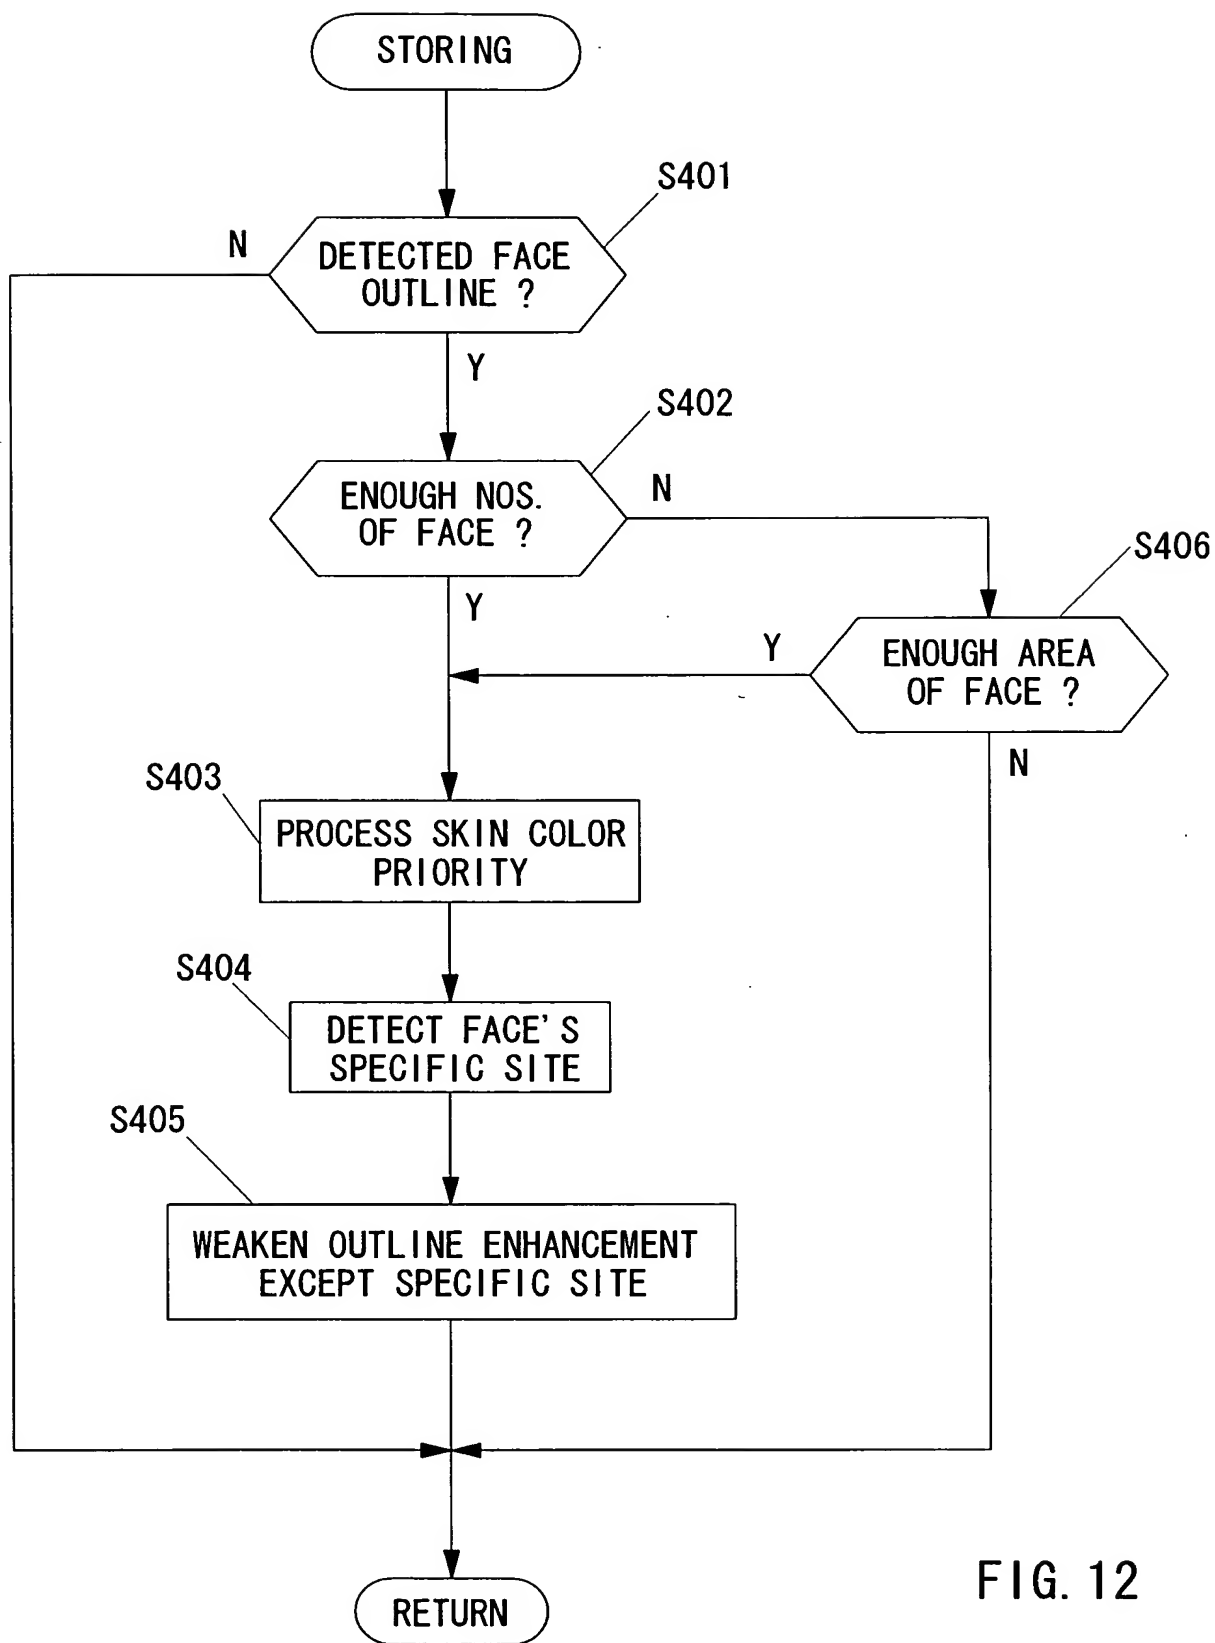 STORING
S401
N
DETECTED FACE
OUTLINE ?
Y
S402
ENOUGH NOS.
OF FACE ?
N
S406
Y
Y
ENOUGH AREA
OF FACE ?
N
S403
PROCESS SKIN COLOR
PRIORITY
S404
DETECT FACE'S
SPECIFIC SITE
S405
WEAKEN OUTLINE ENHANCEMENT
EXCEPT SPECIFIC SITE
RETURN
FIG. 12